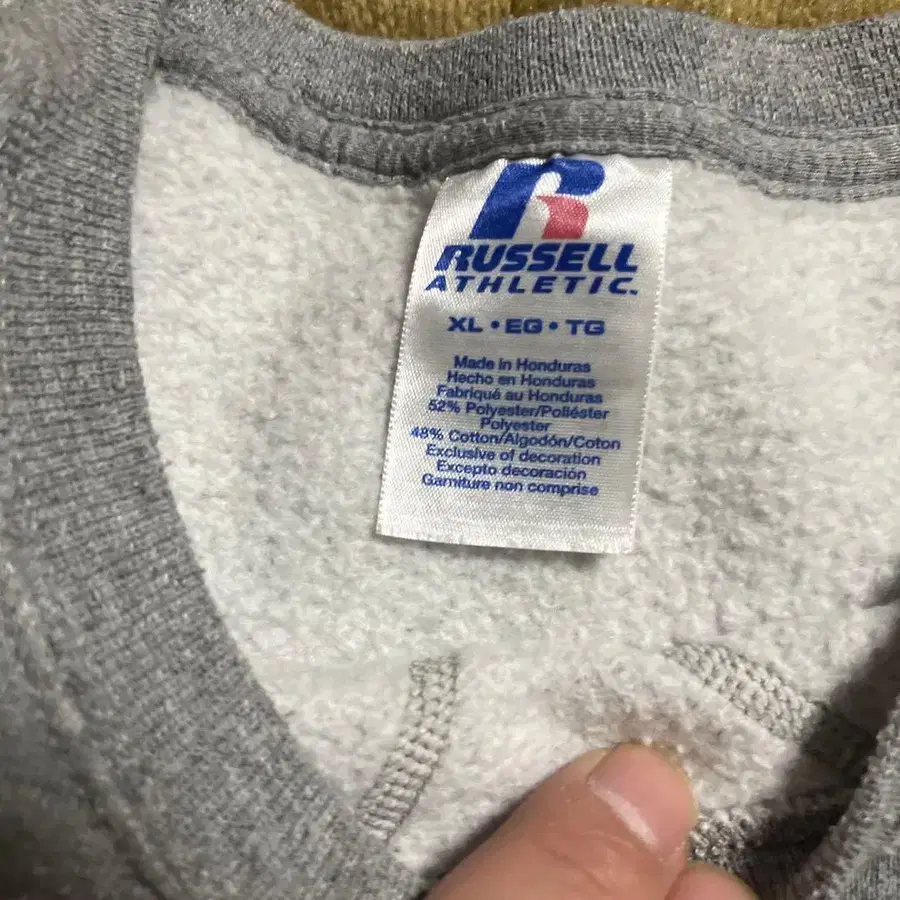 R
RUSSELL
ATHLETIC.
XL • EG • TG
Made in Honduras
Hecho en Honduras
Fabriqué au Honduras
52% Polyester/Poliéster
Polyester
48% Cotton/Algodón/Coton
Exclusive of decoration
Excepto decoración
Garniture non comprise